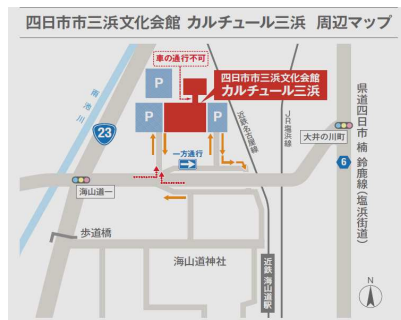 四日市市三浜文化会館 カルチュール三浜 周辺マップ
車の通行不可
四日市市三浜文化会館
カルチュール三浜
P
P
P
雨池川
23
近鉄名古屋線
JR塩浜線
大井の川町
県道四日市 楠 鈴鹿線(塩浜街道)
6
一方通行
海山道一
歩道橋
海山道神社
近鉄 海山道駅
N